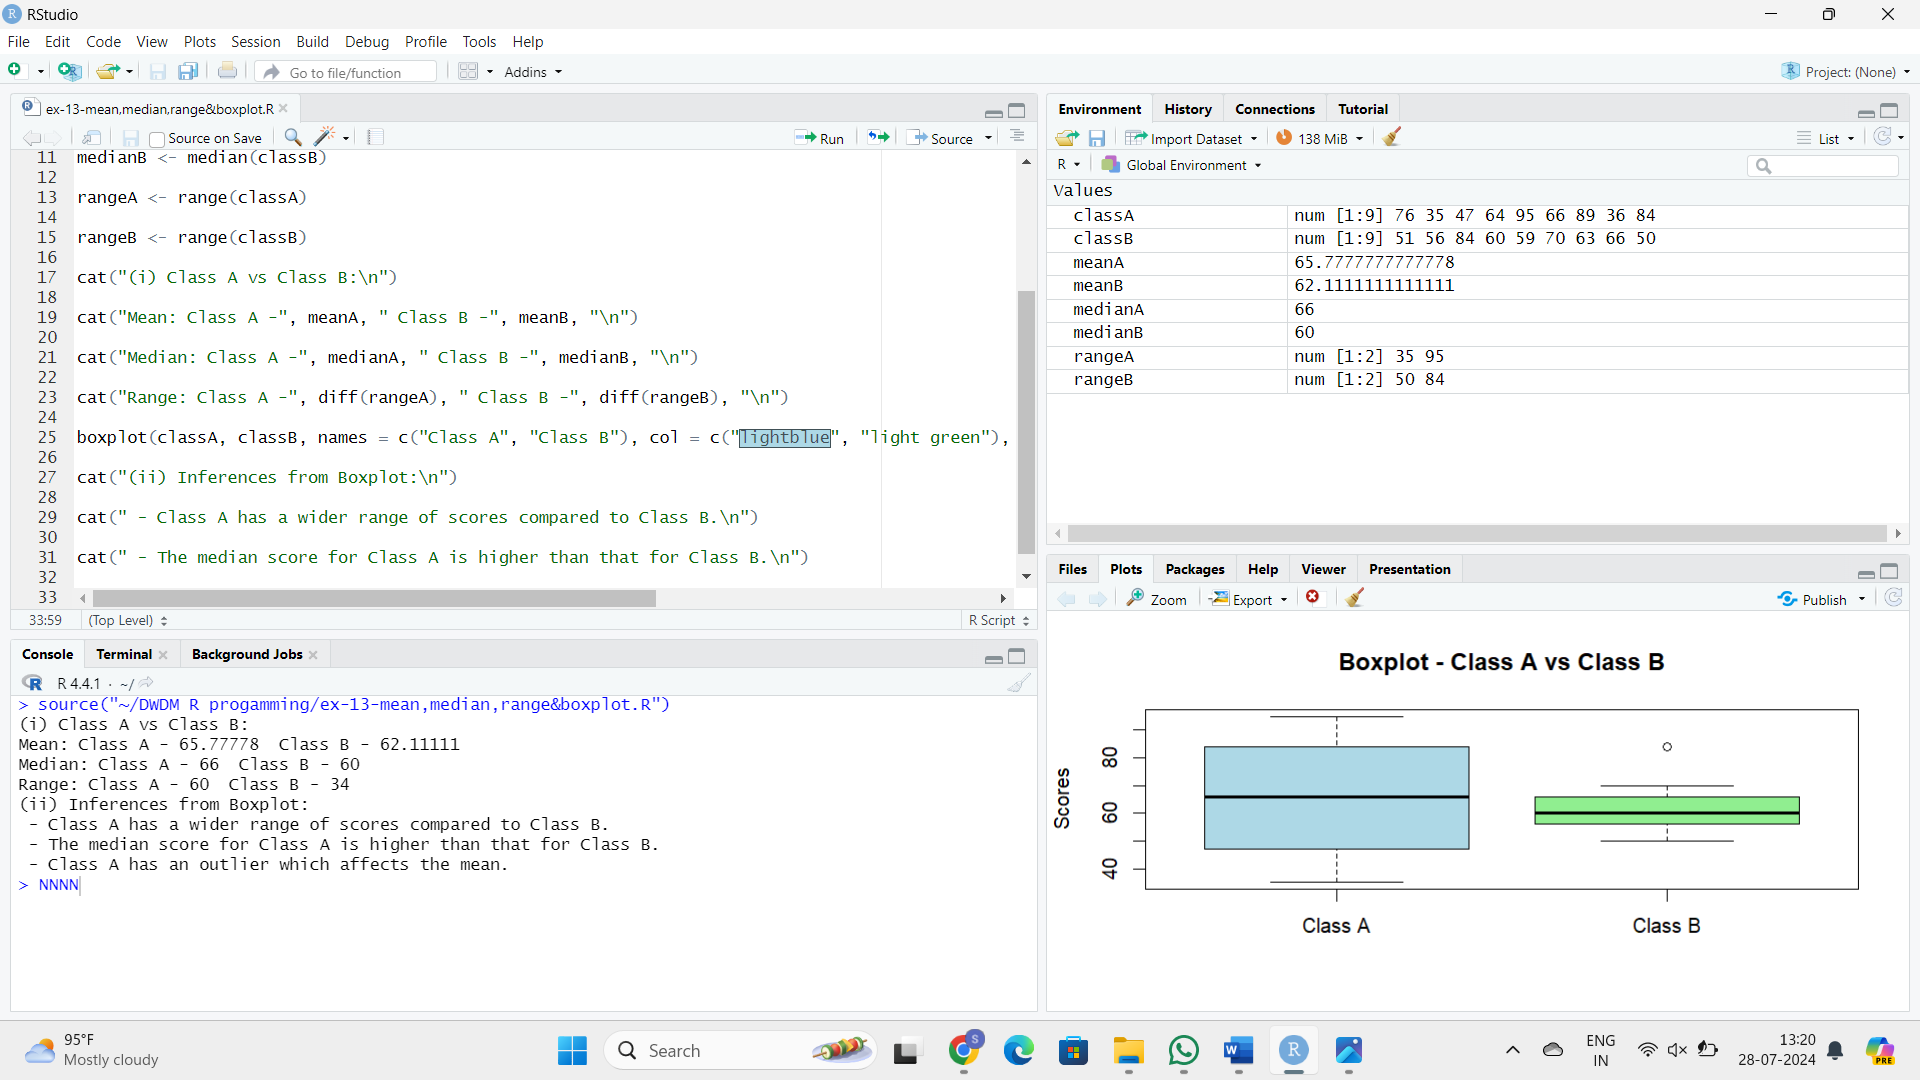 RStudio
File Edit Code View Plots Session Build Debug Profile Tools Help
Go to file/function Addins Project: (None)
ex-13-mean,median,range&boxplot.R
Source on Save Run Source
11 medianB <- median(classB)
12
13 rangeA <- range(classA)
14
15 rangeB <- range(classB)
16
17 cat("(i) Class A vs Class B:\n")
18
19 cat("Mean: Class A -", meanA, " Class B -", meanB, "\n")
20
21 cat("Median: Class A -", medianA, " Class B -", medianB, "\n")
22
23 cat("Range: Class A -", diff(rangeA), " Class B -", diff(rangeB), "\n")
24
25 boxplot(classA, classB, names = c("Class A", "Class B"), col = c("lightblue", "light green"),
26
27 cat("(ii) Inferences from Boxplot:\n")
28
29 cat(" - Class A has a wider range of scores compared to Class B.\n")
30
31 cat(" - The median score for Class A is higher than that for Class B.\n")
32
33
33:59 (Top Level) R Script
Console Terminal Background Jobs
R R 4.4.1 · ~/
> source("~/DWDM R progamming/ex-13-mean,median,range&boxplot.R")
(i) Class A vs Class B:
Mean: Class A - 65.77778  Class B - 62.11111
Median: Class A - 66  Class B - 60
Range: Class A - 60  Class B - 34
(ii) Inferences from Boxplot:
 - Class A has a wider range of scores compared to Class B.
 - The median score for Class A is higher than that for Class B.
 - Class A has an outlier which affects the mean.
> NNNN
Environment History Connections Tutorial
Import Dataset 138 MiB List
R Global Environment
Values
classA num [1:9] 76 35 47 64 95 66 89 36 84
classB num [1:9] 51 56 84 60 59 70 63 66 50
meanA 65.7777777777778
meanB 62.1111111111111
medianA 66
medianB 60
rangeA num [1:2] 35 95
rangeB num [1:2] 50 84
Files Plots Packages Help Viewer Presentation
Zoom Export Publish
Boxplot - Class A vs Class B
Scores
80
60
40
Class A Class B
95°F
Mostly cloudy
Search
S
W
R
ENG
IN
13:20
28-07-2024
PRE